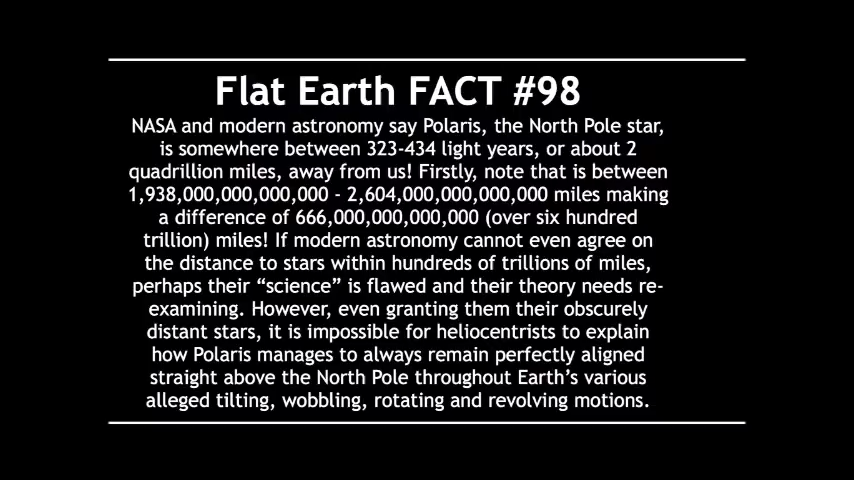 Flat Earth FACT #98
NASA and modern astronomy say Polaris, the North Pole star,
is somewhere between 323-434 light years, or about 2
quadrillion miles, away from us! Firstly, note that is between
1,938,000,000,000,000 - 2,604,000,000,000,000 miles making
a difference of 666,000,000,000,000 (over six hundred
trillion) miles! If modern astronomy cannot even agree on
the distance to stars within hundreds of trillions of miles,
perhaps their “science” is flawed and their theory needs re-
examining. However, even granting them their obscurely
distant stars, it is impossible for heliocentrists to explain
how Polaris manages to always remain perfectly aligned
straight above the North Pole throughout Earth’s various
alleged tilting, wobbling, rotating and revolving motions.